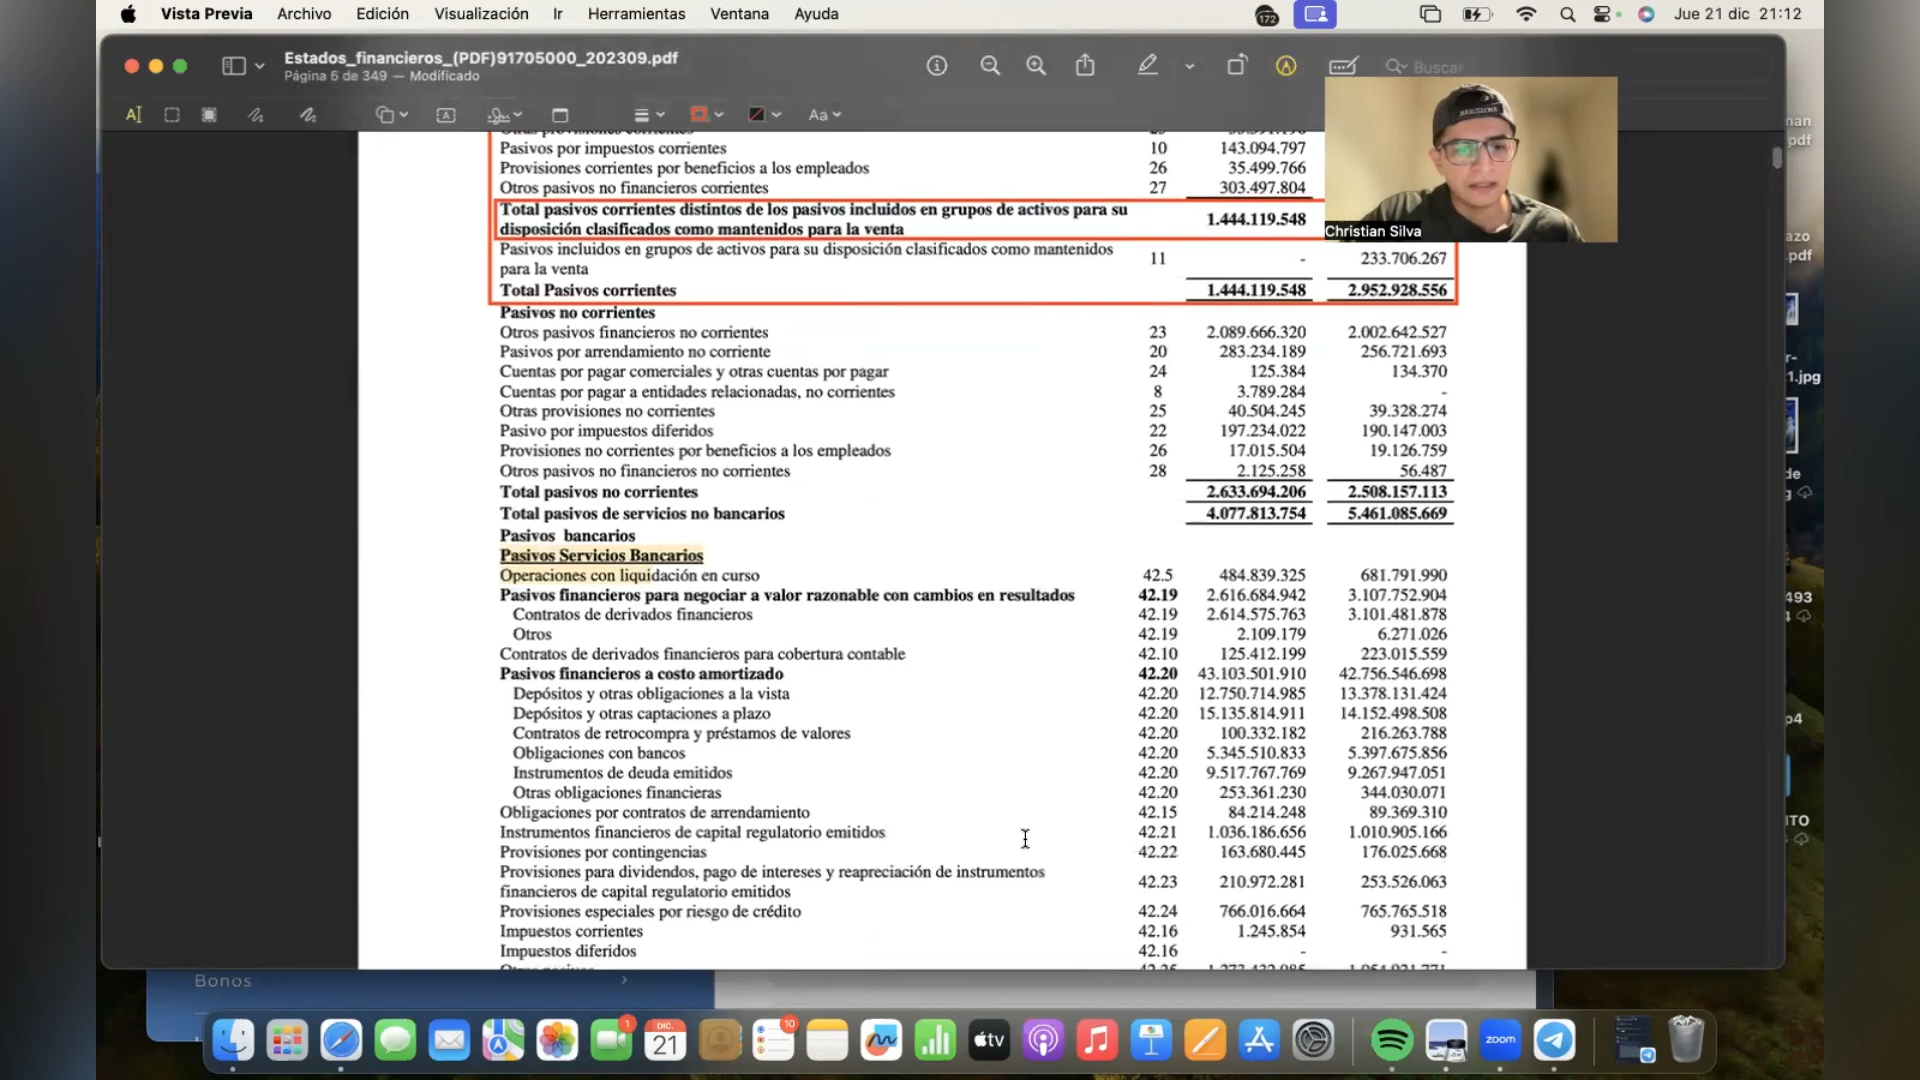 Vista Previa Archivo Edición Visualización Ir Herramientas Ventana Ayuda 172 Jue 21 dic 21:12
Estados_financieros_(PDF)91705000_202309.pdf
Página 6 de 349 — Modificado
Buscar
Aa
Pasivos por impuestos corrientes 10 143.094.797
Provisiones corrientes por beneficios a los empleados 26 35.499.766
Otros pasivos no financieros corrientes 27 303.497.804
Total pasivos corrientes distintos de los pasivos incluidos en grupos de activos para su
disposición clasificados como mantenidos para la venta 1.444.119.548
Christian Silva
Pasivos incluidos en grupos de activos para su disposición clasificados como mantenidos
para la venta 11 - 233.706.267
Total Pasivos corrientes 1.444.119.548 2.952.928.556
Pasivos no corrientes
Otros pasivos financieros no corrientes 23 2.089.666.320 2.002.642.527
Pasivos por arrendamiento no corriente 20 283.234.189 256.721.693
Cuentas por pagar comerciales y otras cuentas por pagar 24 125.384 134.370
Cuentas por pagar a entidades relacionadas, no corrientes 8 3.789.284 -
Otras provisiones no corrientes 25 40.504.245 39.328.274
Pasivo por impuestos diferidos 22 197.234.022 190.147.003
Provisiones no corrientes por beneficios a los empleados 26 17.015.504 19.126.759
Otros pasivos no financieros no corrientes 28 2.125.258 56.487
Total pasivos no corrientes 2.633.694.206 2.508.157.113
Total pasivos de servicios no bancarios 4.077.813.754 5.461.085.669
Pasivos bancarios
Pasivos Servicios Bancarios
Operaciones con liquidación en curso 42.5 484.839.325 681.791.990
Pasivos financieros para negociar a valor razonable con cambios en resultados 42.19 2.616.684.942 3.107.752.904
Contratos de derivados financieros 42.19 2.614.575.763 3.101.481.878
Otros 42.19 2.109.179 6.271.026
Contratos de derivados financieros para cobertura contable 42.10 125.412.199 223.015.559
Pasivos financieros a costo amortizado 42.20 43.103.501.910 42.756.546.698
Depósitos y otras obligaciones a la vista 42.20 12.750.714.985 13.378.131.424
Depósitos y otras captaciones a plazo 42.20 15.135.814.911 14.152.498.508
Contratos de retrocompra y préstamos de valores 42.20 100.332.182 216.263.788
Obligaciones con bancos 42.20 5.345.510.833 5.397.675.856
Instrumentos de deuda emitidos 42.20 9.517.767.769 9.267.947.051
Otras obligaciones financieras 42.20 253.361.230 344.030.071
Obligaciones por contratos de arrendamiento 42.15 84.214.248 89.369.310
Instrumentos financieros de capital regulatorio emitidos 42.21 1.036.186.656 1.010.905.166
Provisiones por contingencias 42.22 163.680.445 176.025.668
Provisiones para dividendos, pago de intereses y reapreciación de instrumentos
financieros de capital regulatorio emitidos 42.23 210.972.281 253.526.063
Provisiones especiales por riesgo de crédito 42.24 766.016.664 765.765.518
Impuestos corrientes 42.16 1.245.854 931.565
Impuestos diferidos 42.16 - -
Bonos
1
DIC.
21
10
tv
zoom